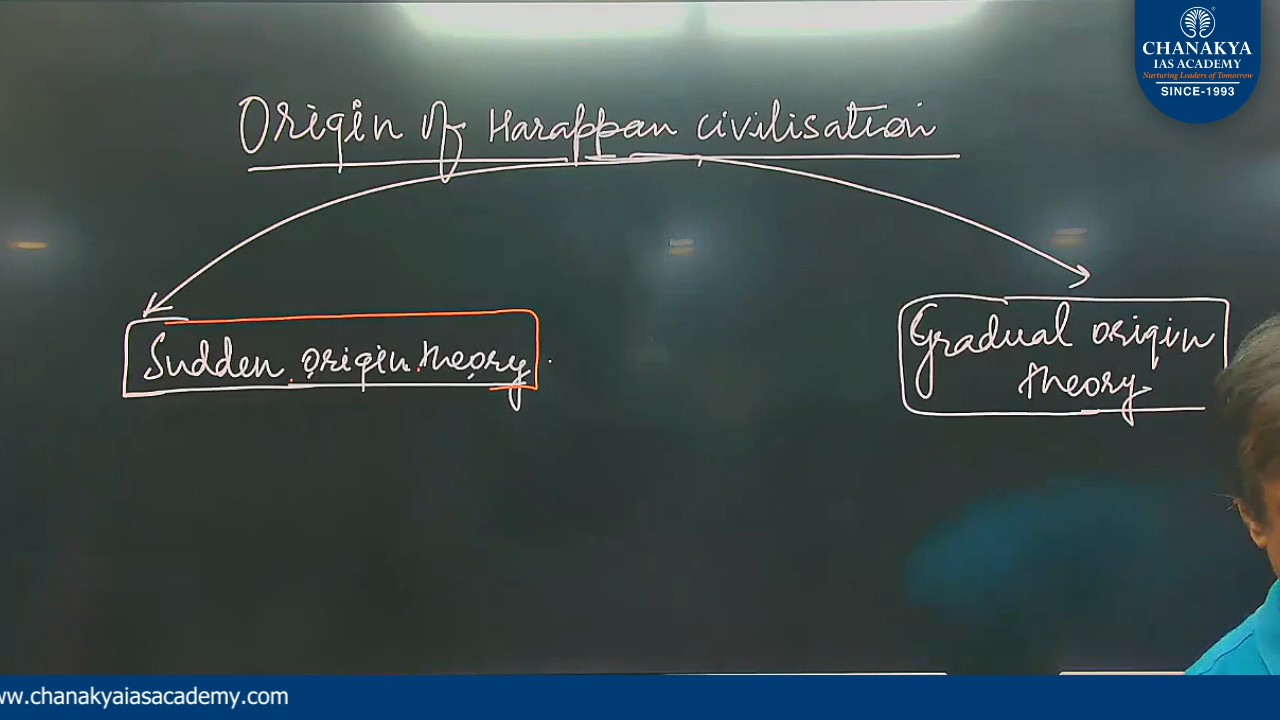 CHANAKYA
IAS ACADEMY
Nurturing Leaders of Tomorrow
SINCE-1993
Origin of Harappan civilisation
Sudden origin theory
Gradual origin
theory
www.chanakyaiasacademy.com